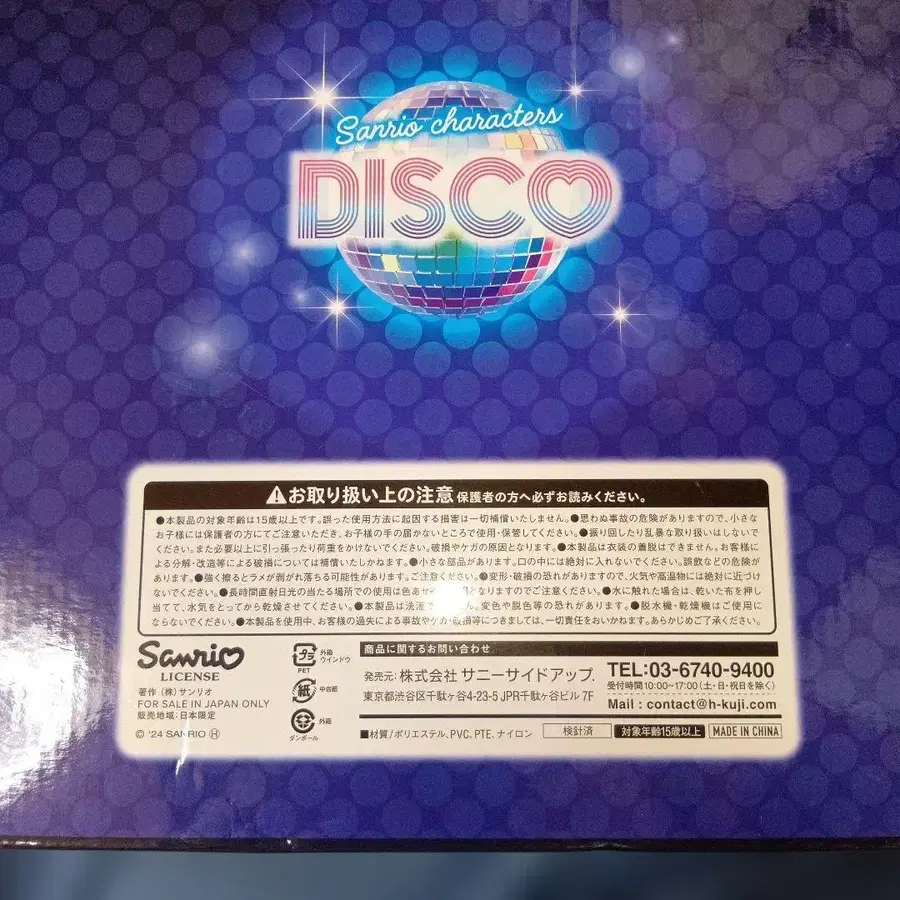 Sanrio characters
DISCO
⚠お取り扱い上の注意 保護者の方へ必ずお読みください。
●本製品の対象年齢は15歳以上です。誤った使用方法に起因する損害は一切補償いたしません。●思わぬ事故の危険がありますので、小さな
お子様には保護者の方にてご注意いただき、お子様の手の届かないところで使用・保管してください。●振り回したり乱暴な取り扱いはしないで
ください。また必要以上に引っ張ったり荷重をかけないでください。破損やケガの原因となります。●本製品は衣装の着脱はできません。お客様に
よる分解・改造等による破損については補償いたしかねます。●小さな部品があります。口の中には絶対に入れないでください。誤飲などの危険が
あります。●強く擦るとラメが剥がれ落ちる可能性があります。ご注意ください。●変形・破損の恐れがありますので、火気や高温物には絶対に近づけ
ないでください。●長時間直射日光の当たる場所での使用は色あ
となりますのでご注意ください。●水に触れた場合は、乾いた布を押し
当てて、水気をとってから乾燥させてください。●本製品は洗濯
変色や脱色等の恐れがあります。●脱水機・乾燥機はご使用に
ならないでください。●本製品を使用中、お客様の過失による事故やケガ・破損等につきましては、一切責任をおいかねます。あらかじめご了承ください。
Sanrio
LICENSE
著作 (株)サンリオ
FOR SALE IN JAPAN ONLY
販売地域:日本限定
© '24 SANRIO Ⓗ
プラ
PET
外箱
ウインドウ
紙
中台紙
外箱
ダンボール
商品に関するお問い合わせ
発売元:株式会社 サニーサイドアップ
東京都渋谷区千駄ヶ谷4-23-5 JPR千駄ヶ谷ビル 7F
TEL:03-6740-9400
受付時間10:00~17:00(土・日・祝日を除く)
Mail : contact@h-kuji.com
■材質/ポリエステル, PVC, PTE, ナイロン
検針済
対象年齢15歳以上
MADE IN CHINA